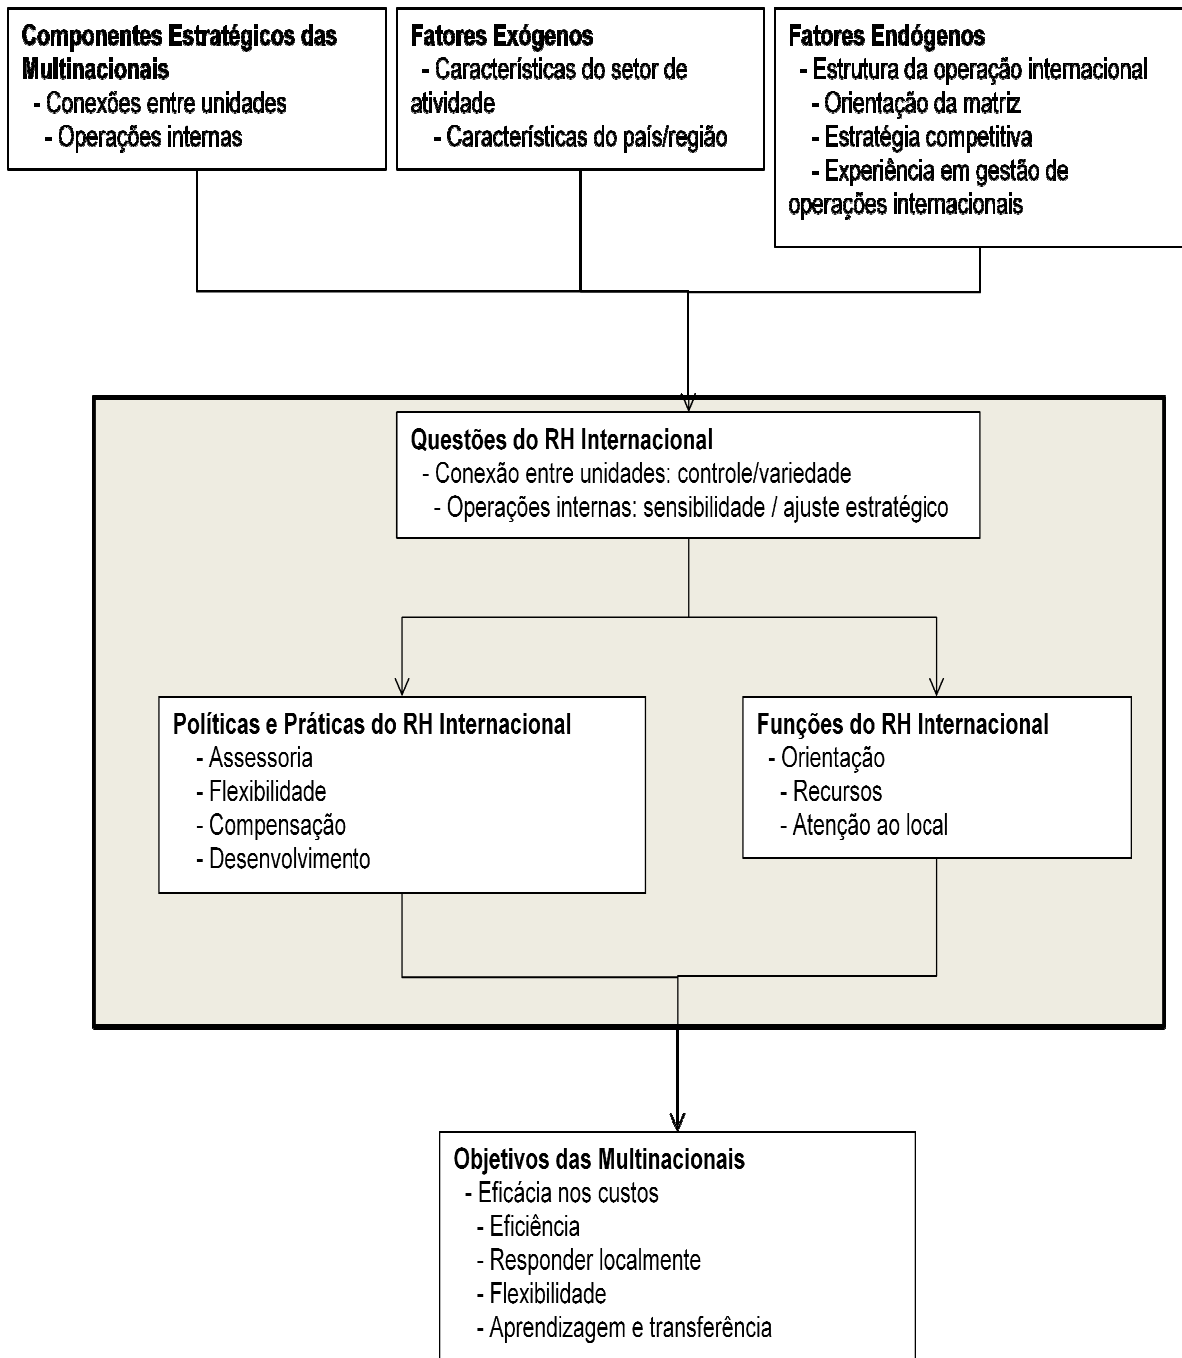 Componentes Estratégicos das
Multinacionais
- Conexões entre unidades
- Operações internas
Fatores Exógenos
- Características do setor de
atividade
- Características do país/região
Fatores Endógenos
- Estrutura da operação internacional
- Orientação da matriz
- Estratégia competitiva
- Experiência em gestão de
operações internacionais
Questões do RH Internacional
- Conexão entre unidades: controle/variedade
- Operações internas: sensibilidade / ajuste estratégico
Políticas e Práticas do RH Internacional
- Assessoria
- Flexibilidade
- Compensação
- Desenvolvimento
Funções do RH Internacional
- Orientação
- Recursos
- Atenção ao local
Objetivos das Multinacionais
- Eficácia nos custos
- Eficiência
- Responder localmente
- Flexibilidade
- Aprendizagem e transferência